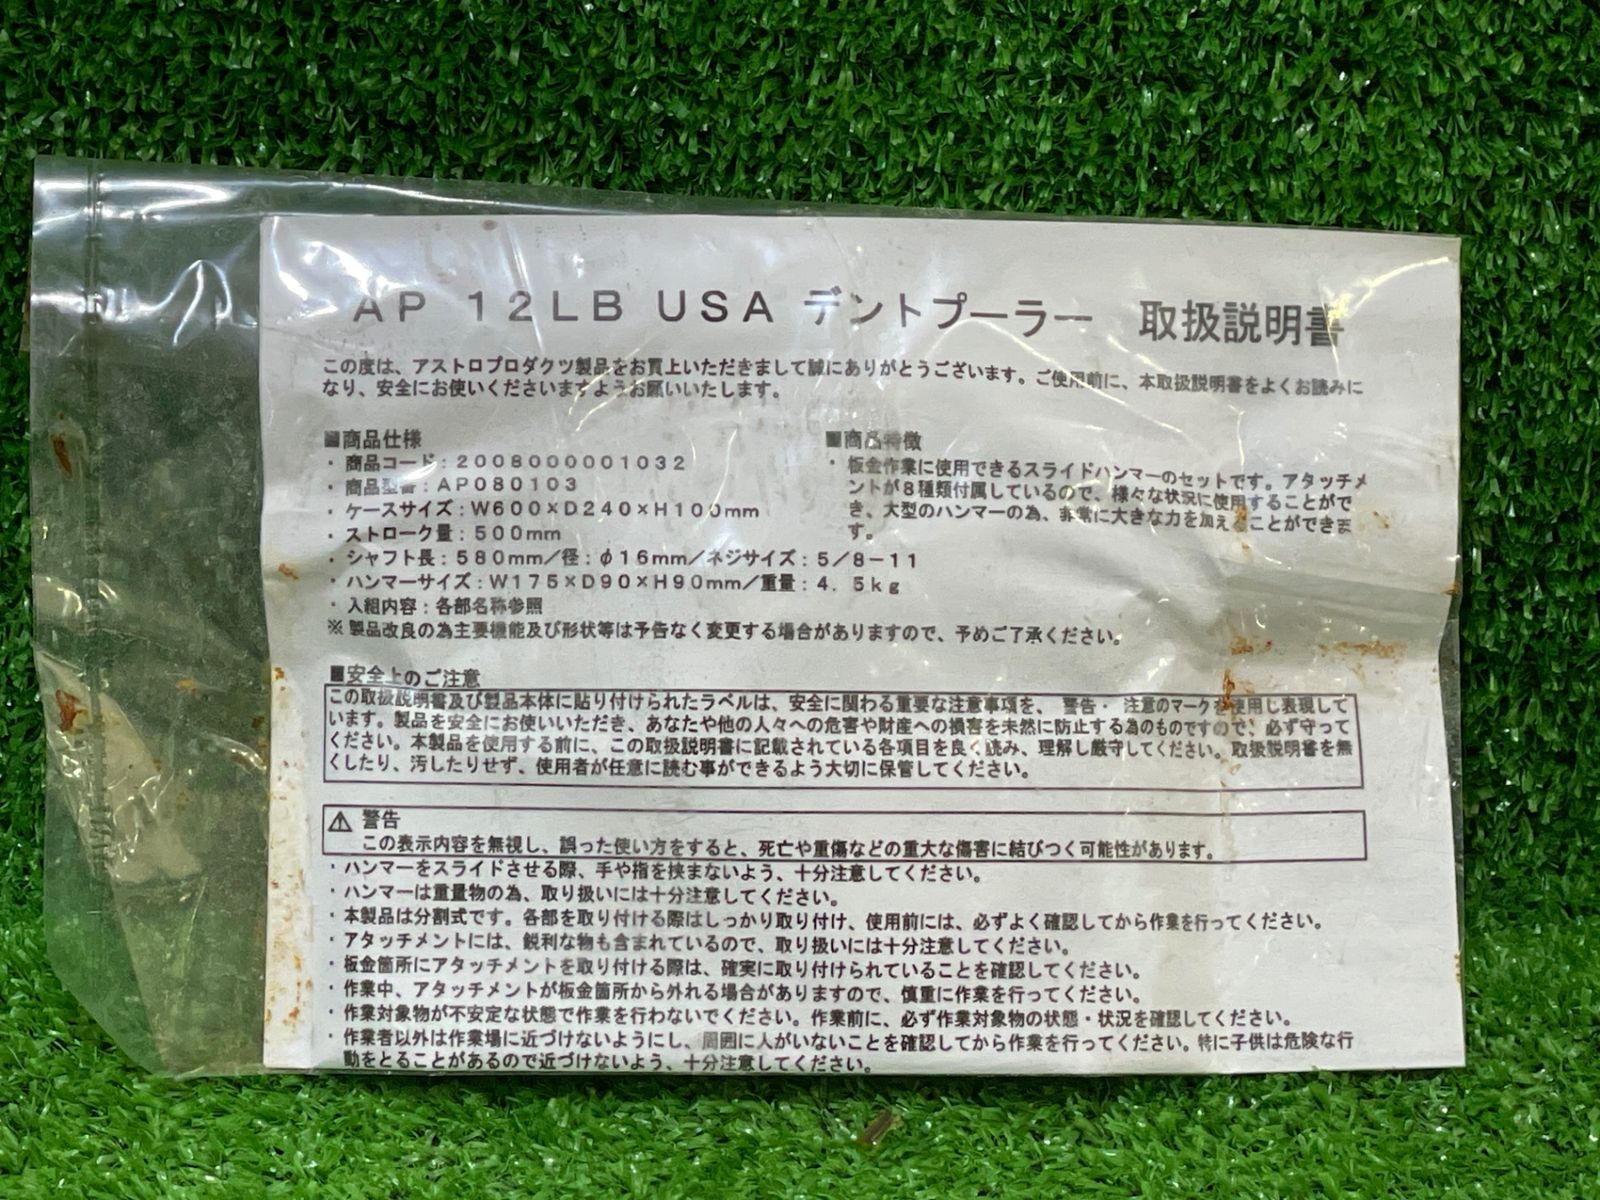 AP 12LB USA デントプーラー 取扱説明書
この度は、アストロプロダクツ製品をお買上いただきまして誠にありがとうございます。ご使用前に、本取扱説明書をよくお読みに
なり、安全にお使いくださいますようお願いいたします。
■商品仕様
・商品コード:2008000001032
・商品型番:AP080103
・ケースサイズ:W600×D240×H100mm
・ストローク量:500mm
・シャフト長:580mm/径:φ16mm/ネジサイズ:5/8-11
・ハンマーサイズ:W175×D90×H90mm/重量:4.5kg
・入組内容:各部名称参照
※製品改良の為主要機能及び形状等は予告なく変更する場合がありますので、予めご了承ください。
■商品特徴
・板金作業に使用できるスライドハンマーのセットです。アタッチメ
ントが8種類付属しているので、様々な状況に使用することがで
き、大型のハンマーの為、非常に大きな力を加えることができま
す。
■安全上のご注意
この取扱説明書及び製品本体に貼り付けられたラベルは、安全に関わる重要な注意事項を、警告・注意のマークを使用し表現して
います。製品を安全にお使いいただき、あなたや他の人々への危害や財産への損害を未然に防止する為のものですので、必ず守って
ください。本製品を使用する前に、この取扱説明書に記載されている各項目を良く読み、理解し厳守してください。取扱説明書を無
くしたり、汚したりせず、使用者が任意に読む事ができるよう大切に保管してください。
⚠警告
この表示内容を無視し、誤った使い方をすると、死亡や重傷などの重大な傷害に結びつく可能性があります。
・ハンマーをスライドさせる際、手や指を挟まないよう、十分注意してください。
・ハンマーは重量物の為、取り扱いには十分注意してください。
・本製品は分割式です。各部を取り付ける際はしっかり取り付け、使用前には、必ずよく確認してから作業を行ってください。
・アタッチメントには、鋭利な物も含まれているので、取り扱いには十分注意してください。
・板金箇所にアタッチメントを取り付ける際は、確実に取り付けられていることを確認してください。
・作業中、アタッチメントが板金箇所から外れる場合がありますので、慎重に作業を行ってください。
・作業対象物が不安定な状態で作業を行わないでください。作業前に、必ず作業対象物の状態・状況を確認してください。
・作業者以外は作業場に近づけないようにし、周囲に人がいないことを確認してから作業を行ってください。特に子供は危険な行
動をとることがあるので近づけないよう、十分注意してください。